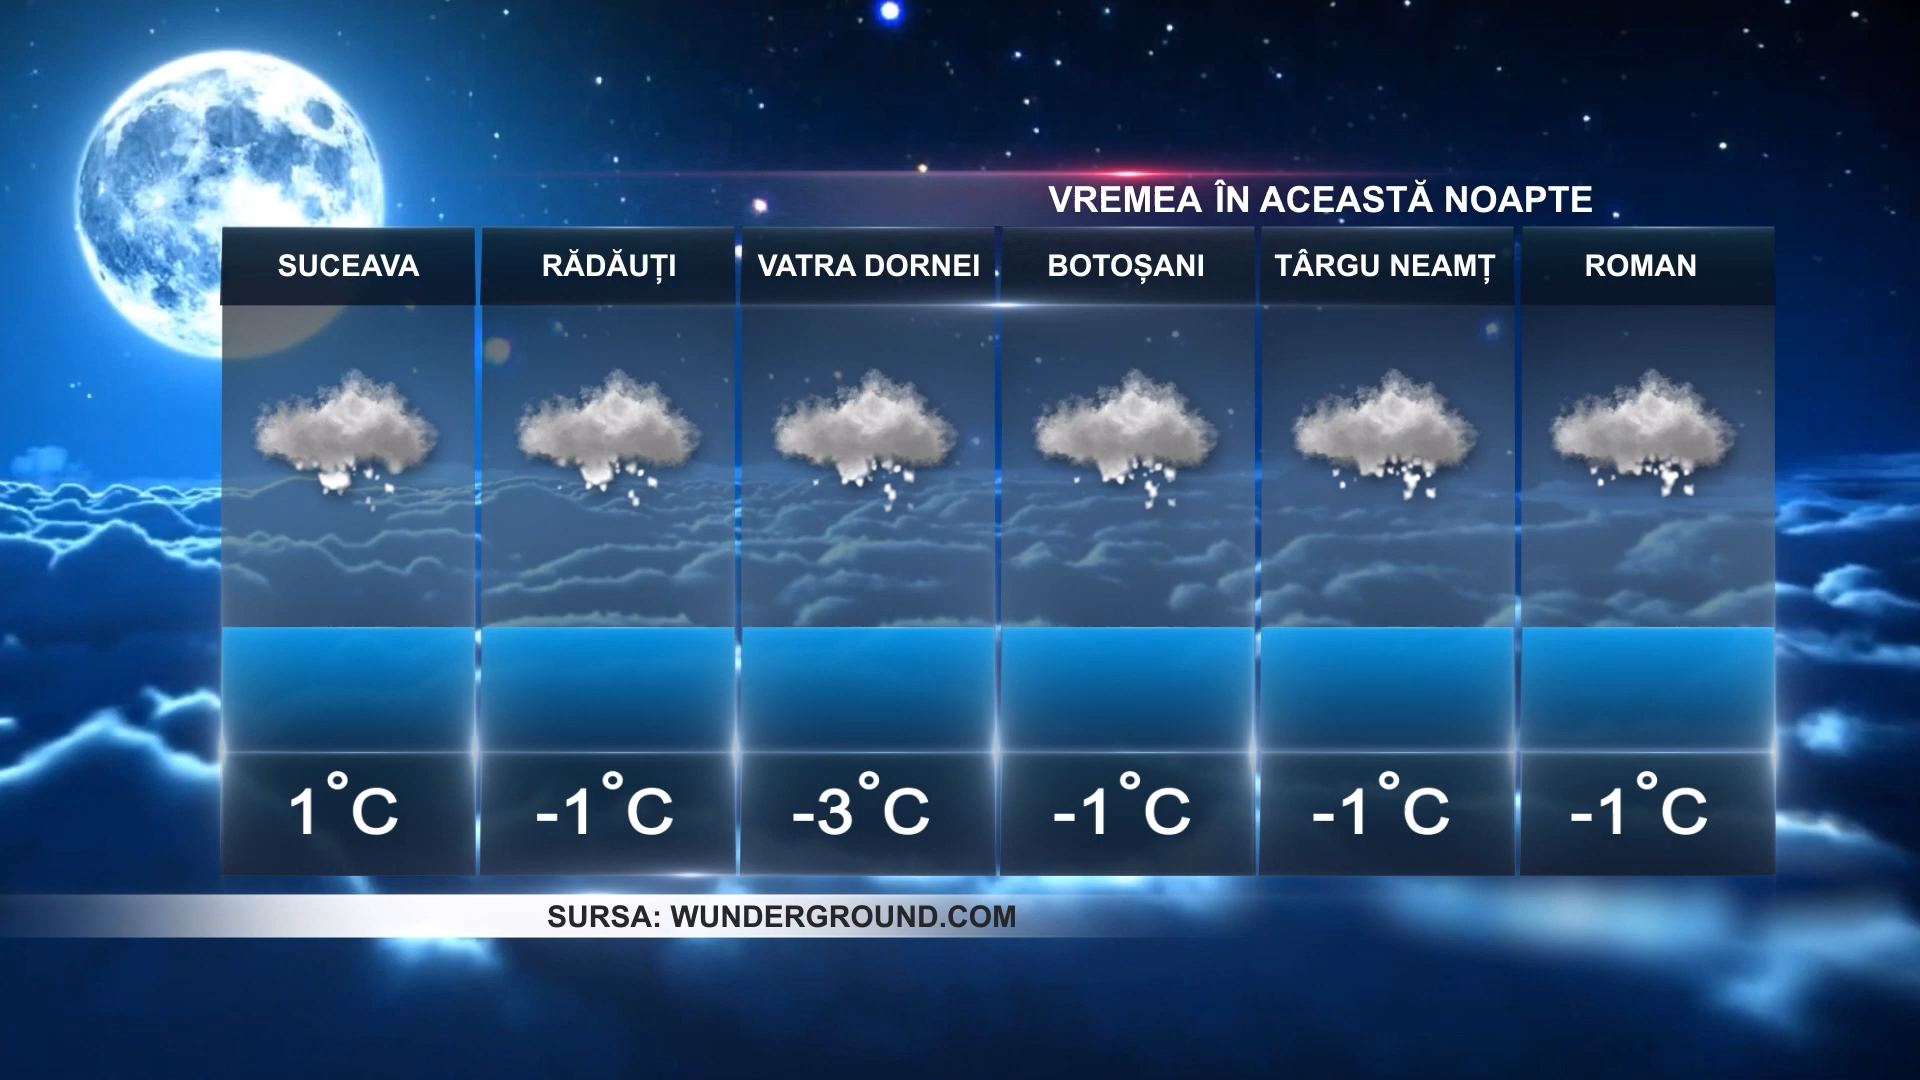 VREMEA ÎN ACEASTĂ NOAPTE
SUCEAVA
RĂDĂUȚI
VATRA DORNEI
BOTOȘANI
TÂRGU NEAMȚ
ROMAN
1°C
-1°C
-3°C
-1°C
-1°C
-1°C
SURSA: WUNDERGROUND.COM